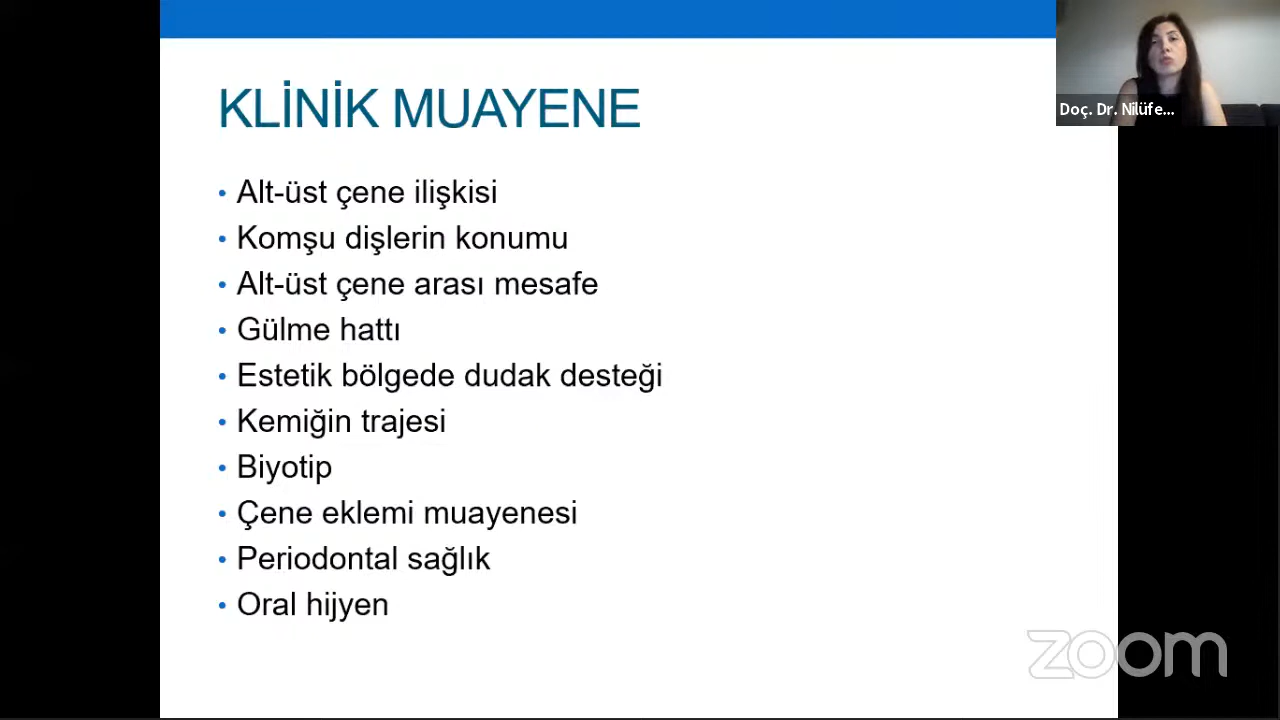 KLİNİK MUAYENE
Doç. Dr. Nilüfe...
• Alt-üst çene ilişkisi
• Komşu dişlerin konumu
• Alt-üst çene arası mesafe
• Gülme hattı
• Estetik bölgede dudak desteği
• Kemiğin trajesi
• Biyotip
• Çene eklemi muayenesi
• Periodontal sağlık
• Oral hijyen
zoom